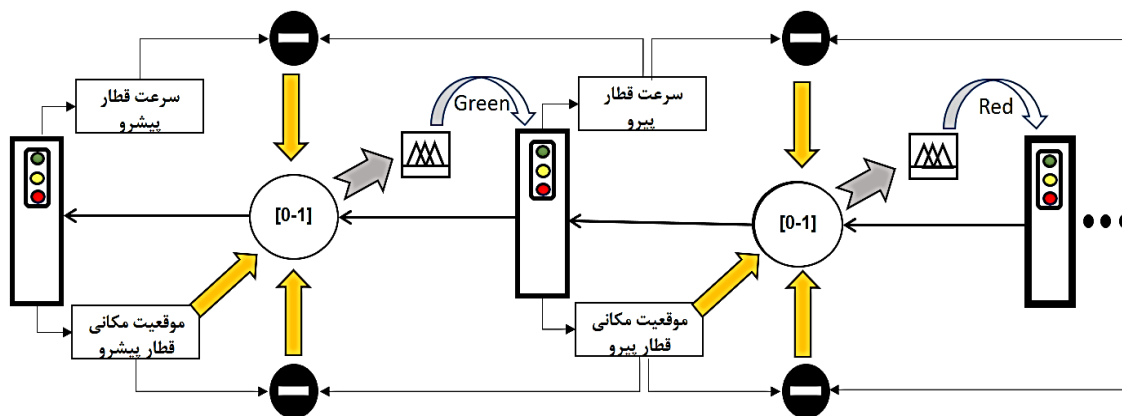 سرعت قطار
پیشرو
Green
سرعت قطار
پیرو
Red
[0-1]
[0-1]
موقعیت مکانی
قطار پیشرو
موقعیت مکانی
قطار پیرو